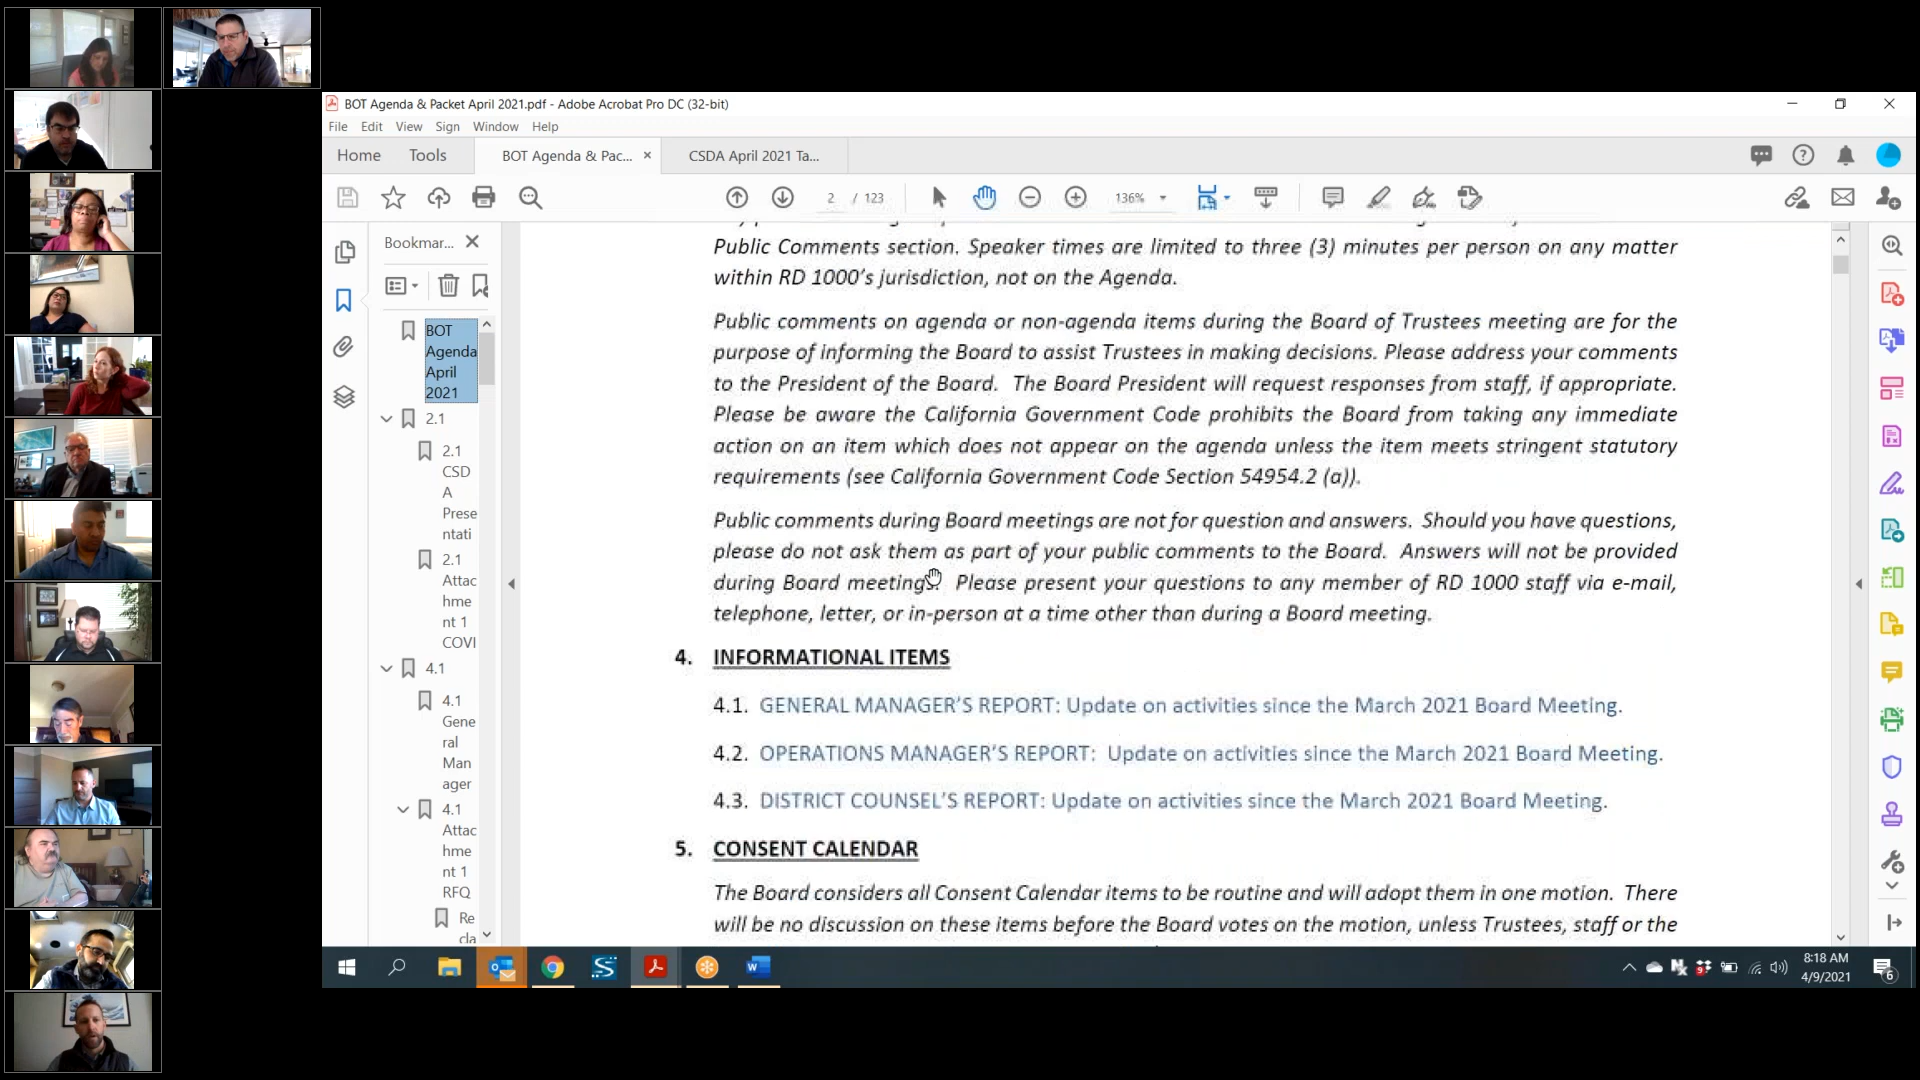 BOT Agenda & Packet April 2021.pdf - Adobe Acrobat Pro DC (32-bit)
File Edit View Sign Window Help
Home Tools BOT Agenda & Pac... CSDA April 2021 Ta...
2 / 123 136%
Bookmar...
BOT
Agenda
April
2021
2.1
2.1
CSD
A
Prese
ntati
2.1
Attac
hme
nt 1
COVI
4.1
4.1
Gene
ral
Man
ager
4.1
Attac
hme
nt 1
RFQ
Re
cla
Public Comments section. Speaker times are limited to three (3) minutes per person on any matter
within RD 1000's jurisdiction, not on the Agenda.
Public comments on agenda or non-agenda items during the Board of Trustees meeting are for the
purpose of informing the Board to assist Trustees in making decisions. Please address your comments
to the President of the Board. The Board President will request responses from staff, if appropriate.
Please be aware the California Government Code prohibits the Board from taking any immediate
action on an item which does not appear on the agenda unless the item meets stringent statutory
requirements (see California Government Code Section 54954.2 (a)).
Public comments during Board meetings are not for question and answers. Should you have questions,
please do not ask them as part of your public comments to the Board. Answers will not be provided
during Board meetings. Please present your questions to any member of RD 1000 staff via e-mail,
telephone, letter, or in-person at a time other than during a Board meeting.
4. INFORMATIONAL ITEMS
4.1. GENERAL MANAGER'S REPORT: Update on activities since the March 2021 Board Meeting.
4.2. OPERATIONS MANAGER'S REPORT: Update on activities since the March 2021 Board Meeting.
4.3. DISTRICT COUNSEL'S REPORT: Update on activities since the March 2021 Board Meeting.
5. CONSENT CALENDAR
The Board considers all Consent Calendar items to be routine and will adopt them in one motion. There
will be no discussion on these items before the Board votes on the motion, unless Trustees, staff or the
8:18 AM
4/9/2021
6